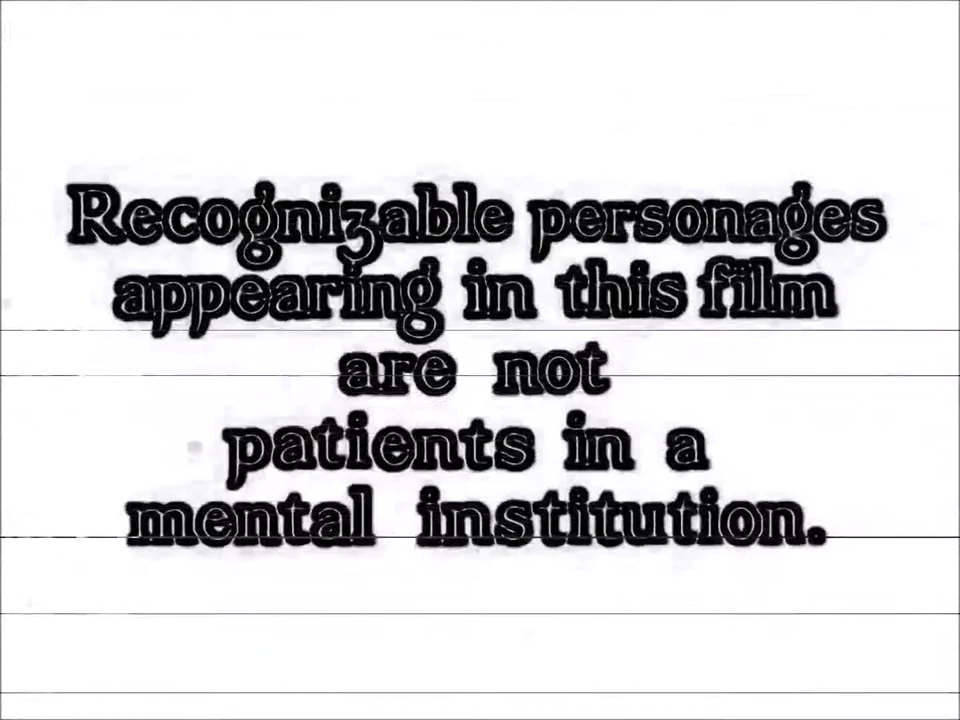 Recognizable personages
appearing in this film
are not
patients in a
mental institution.